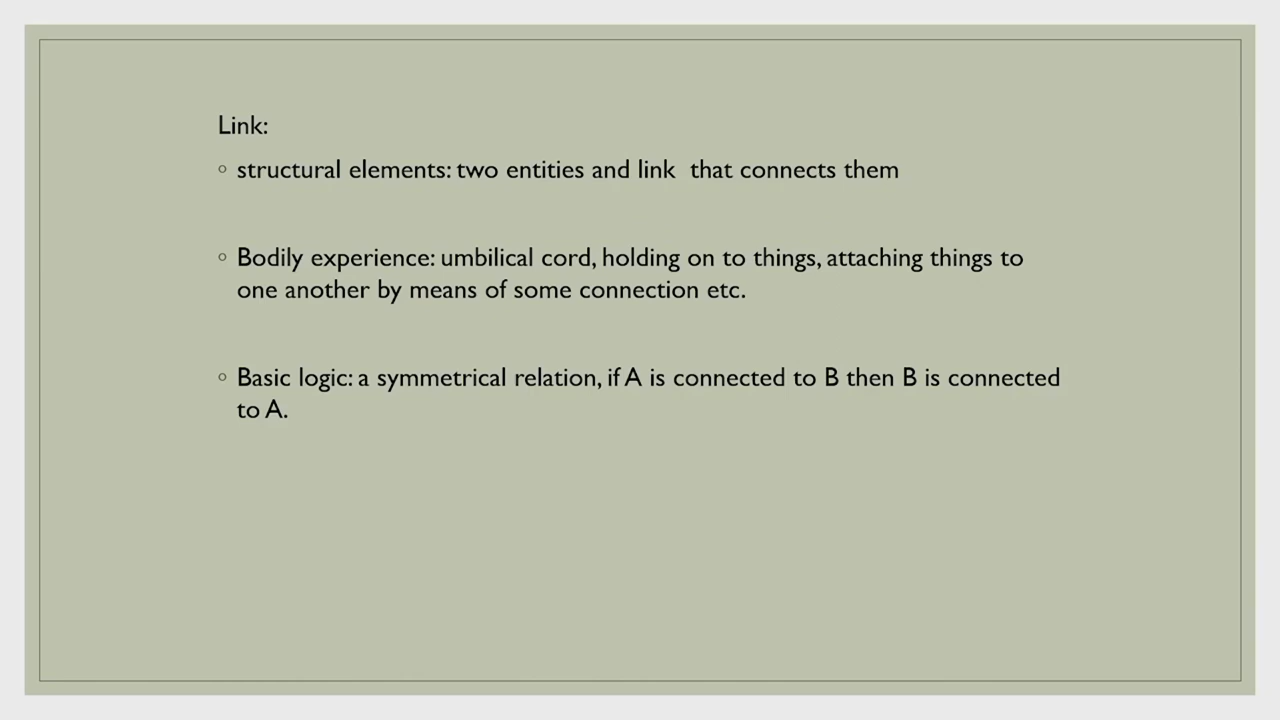 Link:
◦ structural elements: two entities and link  that connects them
◦ Bodily experience: umbilical cord, holding on to things, attaching things to
one another by means of some connection etc.
◦ Basic logic: a symmetrical relation, if A is connected to B then B is connected
to A.